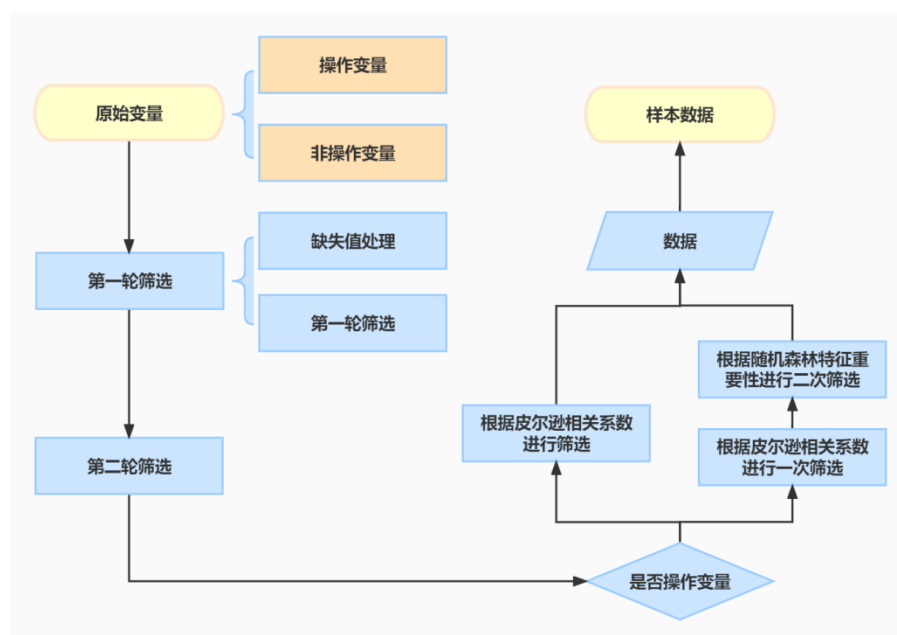 原始变量
操作变量
非操作变量
第一轮筛选
缺失值处理
第一轮筛选
第二轮筛选
是否操作变量
根据皮尔逊相关系数
进行筛选
根据皮尔逊相关系数
进行一次筛选
根据随机森林特征重
要性进行二次筛选
数据
样本数据